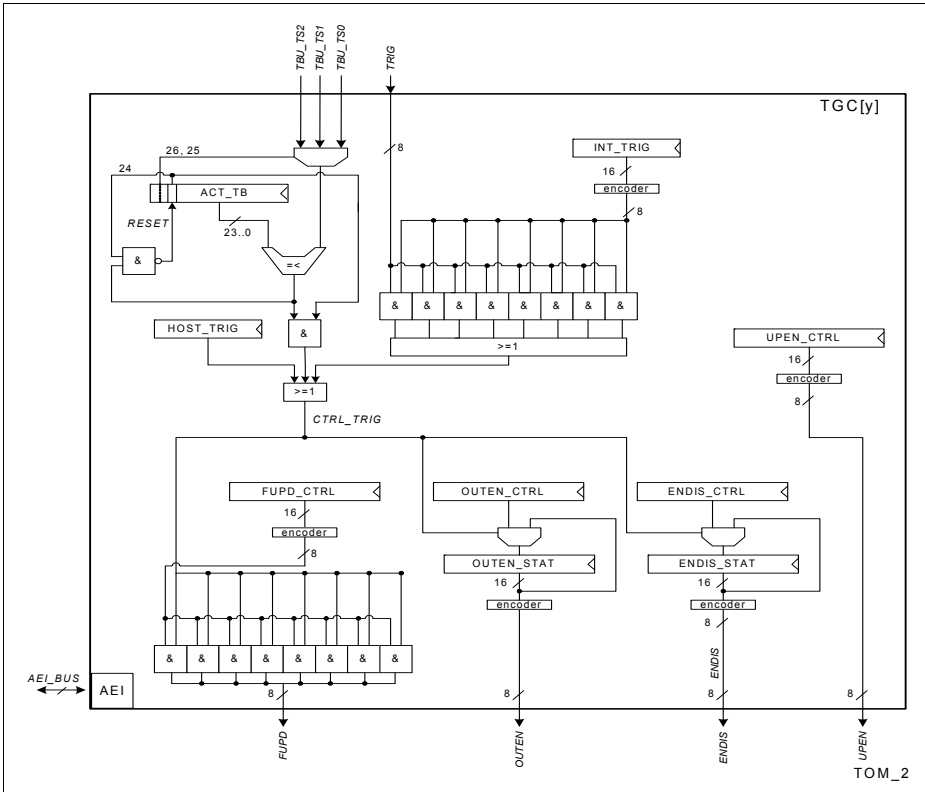 TBU_TS2
TBU_TS1
TBU_TS0
TRIG
TGC[y]
26, 25
8
INT_TRIG
24
16
ACT_TB
encoder
RESET
23..0
8
&
=<
& & & & & & & &
HOST_TRIG
&
>=1
UPEN_CTRL
16
encoder
>=1
8
CTRL_TRIG
FUPD_CTRL
OUTEN_CTRL
ENDIS_CTRL
16
encoder
8
OUTEN_STAT
ENDIS_STAT
16
16
encoder
encoder
8
& & & & & & & &
ENDIS
AEI_BUS
AEI
8
8
8
8
FUPD
OUTEN
ENDIS
UPEN
TOM_2